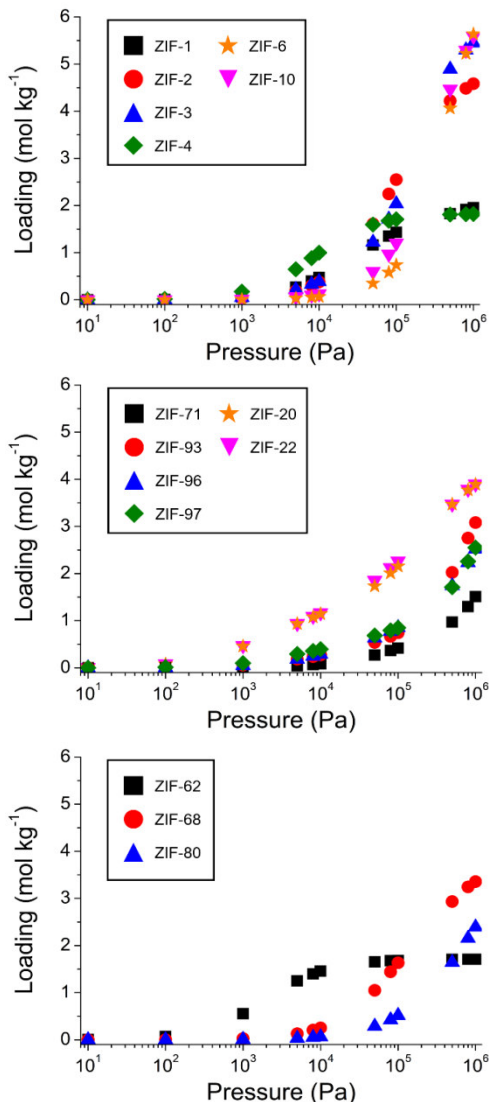 6
5
4
3
2
1
0
Loading (mol kg⁻¹)
ZIF-1
ZIF-2
ZIF-3
ZIF-4
ZIF-6
ZIF-10
10¹ 10² 10³ 10⁴ 10⁵ 10⁶
Pressure (Pa)
6
5
4
3
2
1
0
Loading (mol kg⁻¹)
ZIF-71
ZIF-93
ZIF-96
ZIF-97
ZIF-20
ZIF-22
10¹ 10² 10³ 10⁴ 10⁵ 10⁶
Pressure (Pa)
6
5
4
3
2
1
0
Loading (mol kg⁻¹)
ZIF-62
ZIF-68
ZIF-80
10¹ 10² 10³ 10⁴ 10⁵ 10⁶
Pressure (Pa)